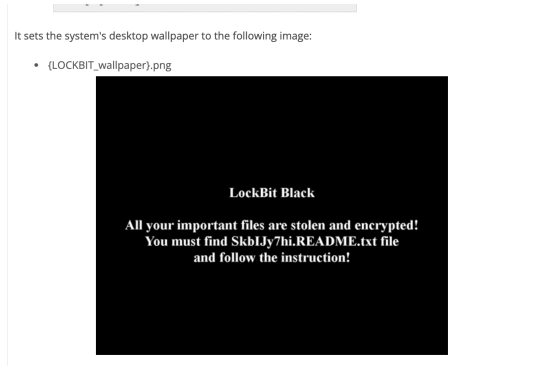 It sets the system's desktop wallpaper to the following image:
• {LOCKBIT_wallpaper}.png
LockBit Black
All your important files are stolen and encrypted!
You must find SkbIJy7hi.README.txt file
and follow the instruction!